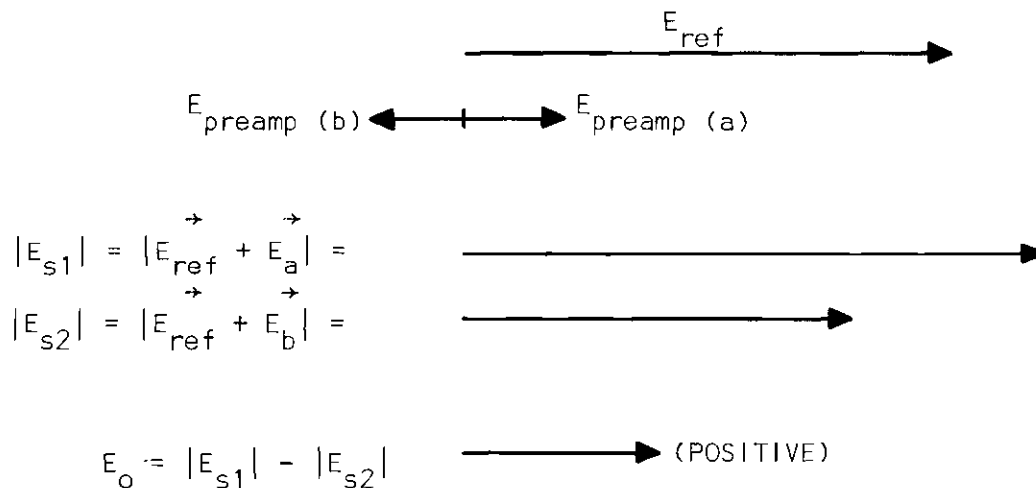 E_ref
E_preamp (b) E_preamp (a)
|E_s1| = |E_ref + E_a| =
|E_s2| = |E_ref + E_b| =
E_o = |E_s1| - |E_s2| (POSITIVE)